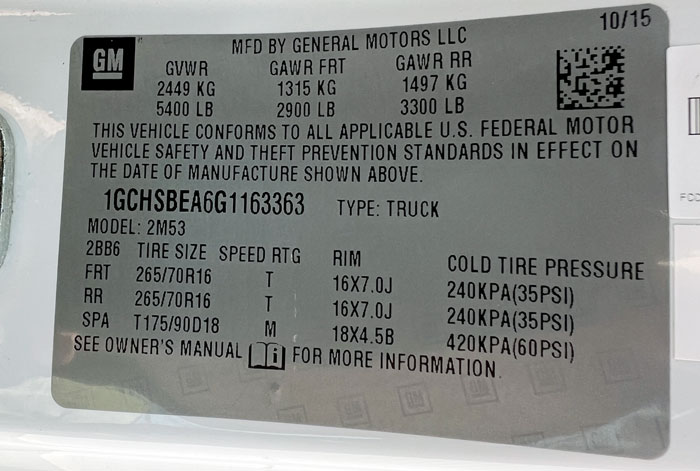 10/15
GM MFD BY GENERAL MOTORS LLC
GVWR GAWR FRT GAWR RR
2449 KG 1315 KG 1497 KG
5400 LB 2900 LB 3300 LB
THIS VEHICLE CONFORMS TO ALL APPLICABLE U.S. FEDERAL MOTOR
VEHICLE SAFETY AND THEFT PREVENTION STANDARDS IN EFFECT ON
THE DATE OF MANUFACTURE SHOWN ABOVE.
1GCHSBEA6G1163363 TYPE: TRUCK
MODEL: 2M53
2BB6 TIRE SIZE SPEED RTG RIM COLD TIRE PRESSURE
FRT 265/70R16 T 16X7.0J 240KPA(35PSI)
RR 265/70R16 T 16X7.0J 240KPA(35PSI)
SPA T175/90D18 M 18X4.5B 420KPA(60PSI)
SEE OWNER'S MANUAL i FOR MORE INFORMATION.